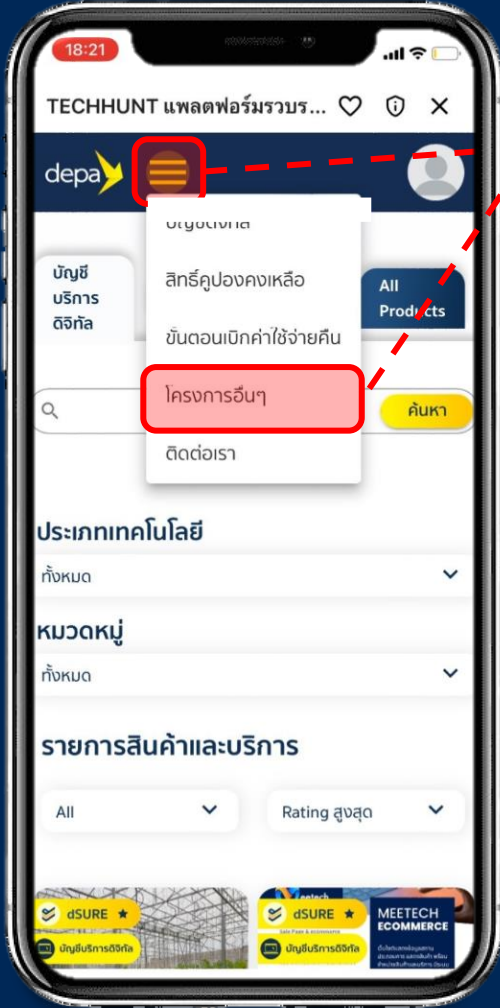 18:21
TECHHUNT แพลตฟอร์มรวบร...
depa
บัญชีดิจิทัล
สิทธิ์คูปองคงเหลือ
ขั้นตอนเบิกค่าใช้จ่ายคืน
โครงการอื่นๆ
ติดต่อเรา
บัญชี
บริการ
ดิจิทัล
All
Products
ค้นหา
ประเภทเทคโนโลยี
ทั้งหมด
หมวดหมู่
ทั้งหมด
รายการสินค้าและบริการ
All
Rating สูงสุด
dSURE
บัญชีบริการดิจิทัล
dSURE
บัญชีบริการดิจิทัล
MEETECH
ECOMMERCE